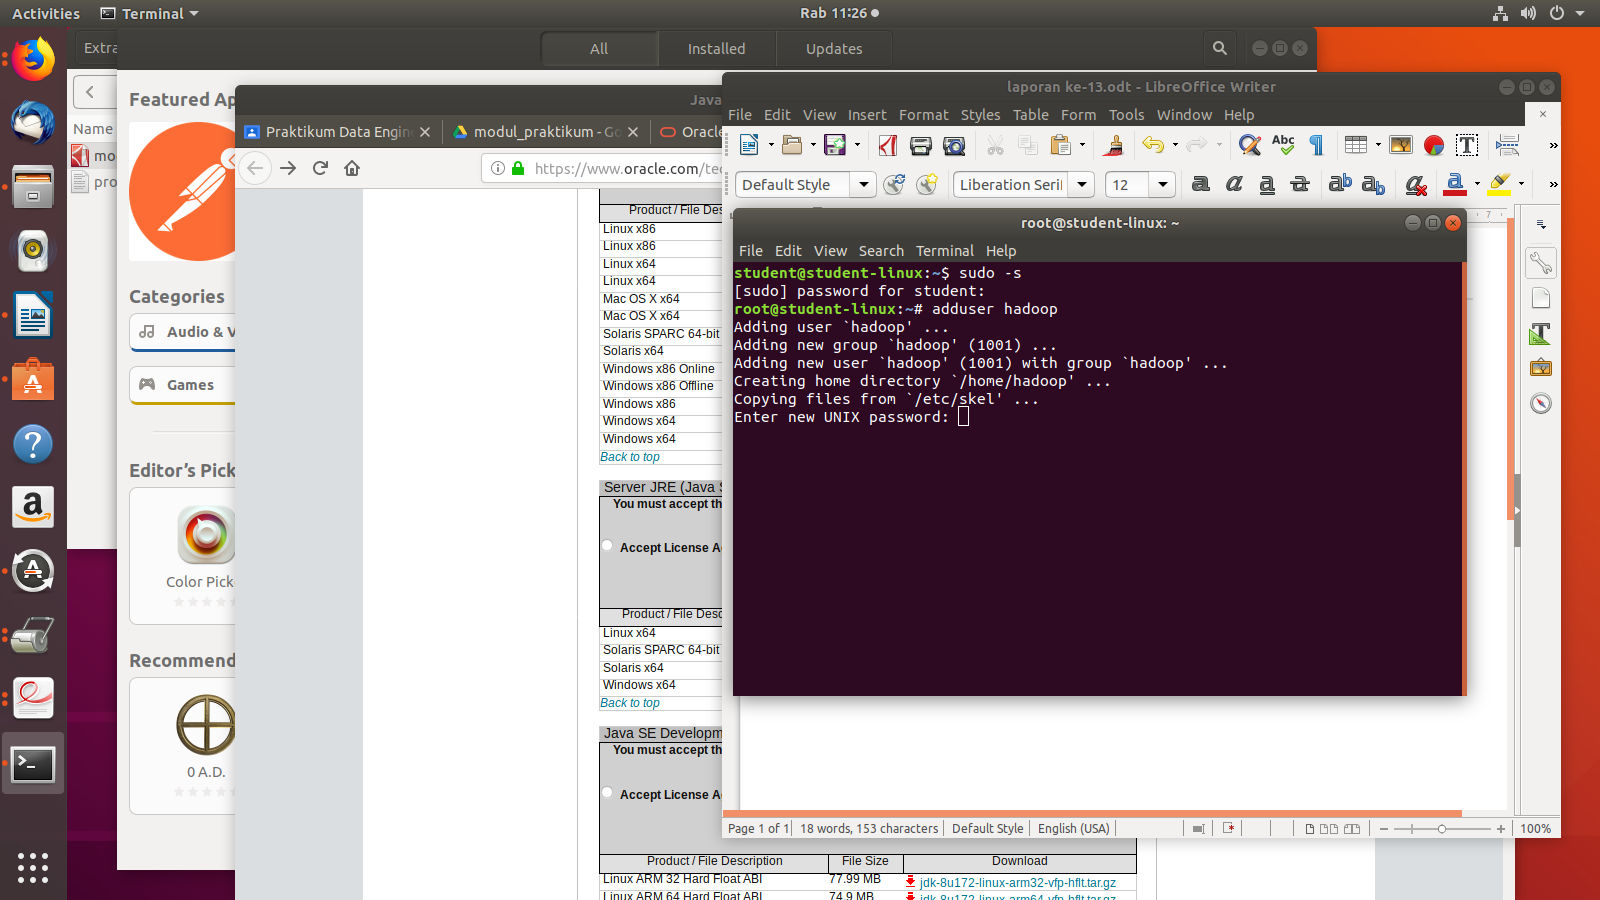 Activities
Terminal
Rab 11:26
Extra
All
Installed
Updates
Name
Featured Ap
Categories
Audio & V
Games
Editor's Pick
Color Picke
Recommend
0 A.D.
Java
Praktikum Data Engin
modul_praktikum - Go
Oracle
https://www.oracle.com/tec
Product / File Des
Linux x86
Linux x86
Linux x64
Linux x64
Mac OS X x64
Mac OS X x64
Solaris SPARC 64-bit
Solaris x64
Windows x86 Online
Windows x86 Offline
Windows x86
Windows x64
Windows x64
Back to top
Server JRE (Java S
You must accept th
Accept License A
Product / File Desc
Linux x64
Solaris SPARC 64-bit
Solaris x64
Windows x64
Back to top
Java SE Developm
You must accept th
Accept License A
Product / File Description File Size Download
Linux ARM 32 Hard Float ABI 77.99 MB jdk-8u172-linux-arm32-vfp-hflt.tar.gz
Linux ARM 64 Hard Float ABI 74.9 MB jdk-8u172-linux-arm64-vfp-hflt.tar.gz
laporan ke-13.odt - LibreOffice Writer
File Edit View Insert Format Styles Table Form Tools Window Help
Default Style
Liberation Seri
12
root@student-linux: ~
File Edit View Search Terminal Help
student@student-linux:~$ sudo -s
[sudo] password for student:
root@student-linux:~# adduser hadoop
Adding user `hadoop' ...
Adding new group `hadoop' (1001) ...
Adding new user `hadoop' (1001) with group `hadoop' ...
Creating home directory `/home/hadoop' ...
Copying files from `/etc/skel' ...
Enter new UNIX password:
Page 1 of 1 18 words, 153 characters Default Style English (USA) 100%